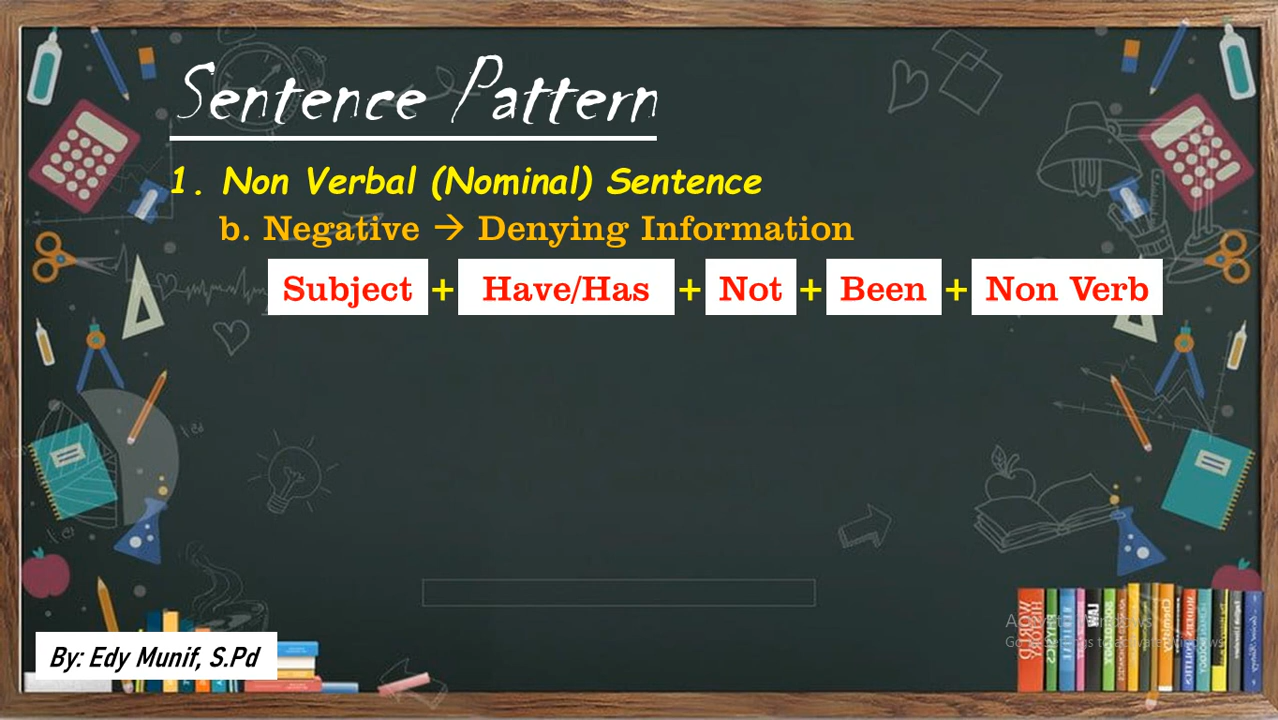 Sentence Pattern
1. Non Verbal (Nominal) Sentence
b. Negative → Denying Information
Subject + Have/Has + Not + Been + Non Verb
By: Edy Munif, S.Pd